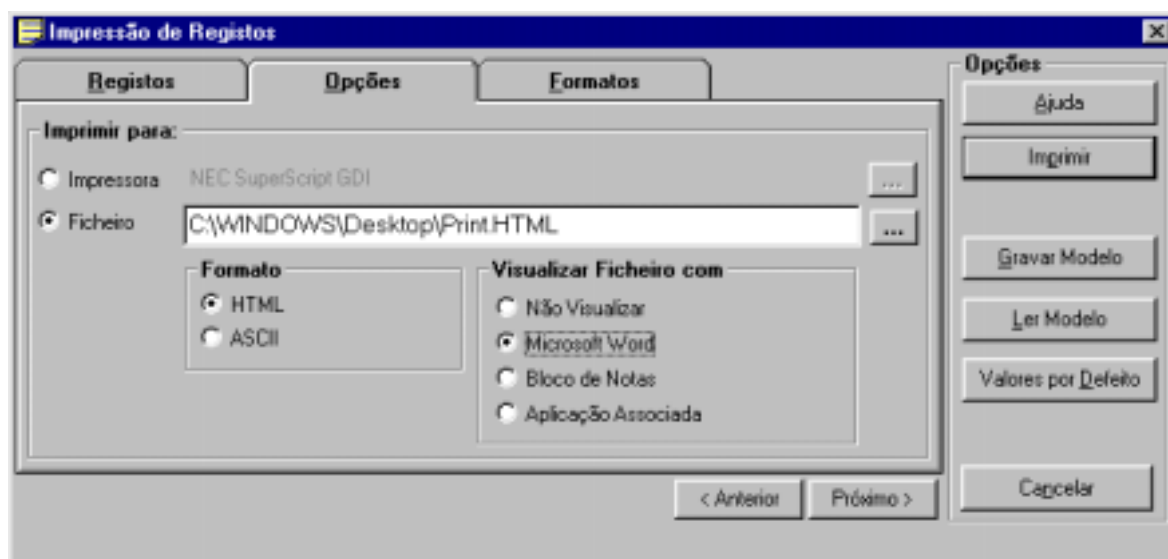 Impressão de Registos
Registos
Opções
Formatos
Imprimir para:
Impressora NEC SuperScript GDI ...
Ficheiro C:\WINDOWS\Desktop\Print.HTML ...
Formato
HTML
ASCII
Visualizar Ficheiro com
Não Visualizar
Microsoft Word
Bloco de Notas
Aplicação Associada
< Anterior
Próximo >
Opções
Ajuda
Imprimir
Gravar Modelo
Ler Modelo
Valores por Defeito
Cancelar